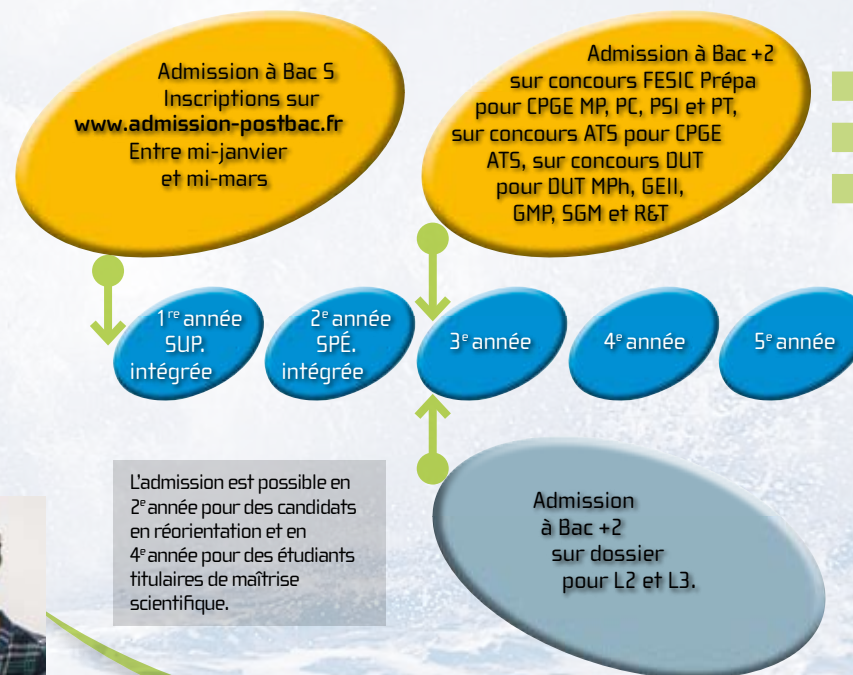 Admission à Bac S
Inscriptions sur
www.admission-postbac.fr
Entre mi-janvier
et mi-mars
Admission à Bac +2
sur concours FESIC Prépa
pour CPGE MP, PC, PSI et PT,
sur concours ATS pour CPGE
ATS, sur concours DUT
pour DUT MPh, GEII,
GMP, SGM et R&T
1re année
SUP.
intégrée
2e année
SPÉ.
intégrée
3e année
4e année
5e année
L'admission est possible en
2e année pour des candidats
en réorientation et en
4e année pour des étudiants
titulaires de maîtrise
scientifique.
Admission
à Bac +2
sur dossier
pour L2 et L3.